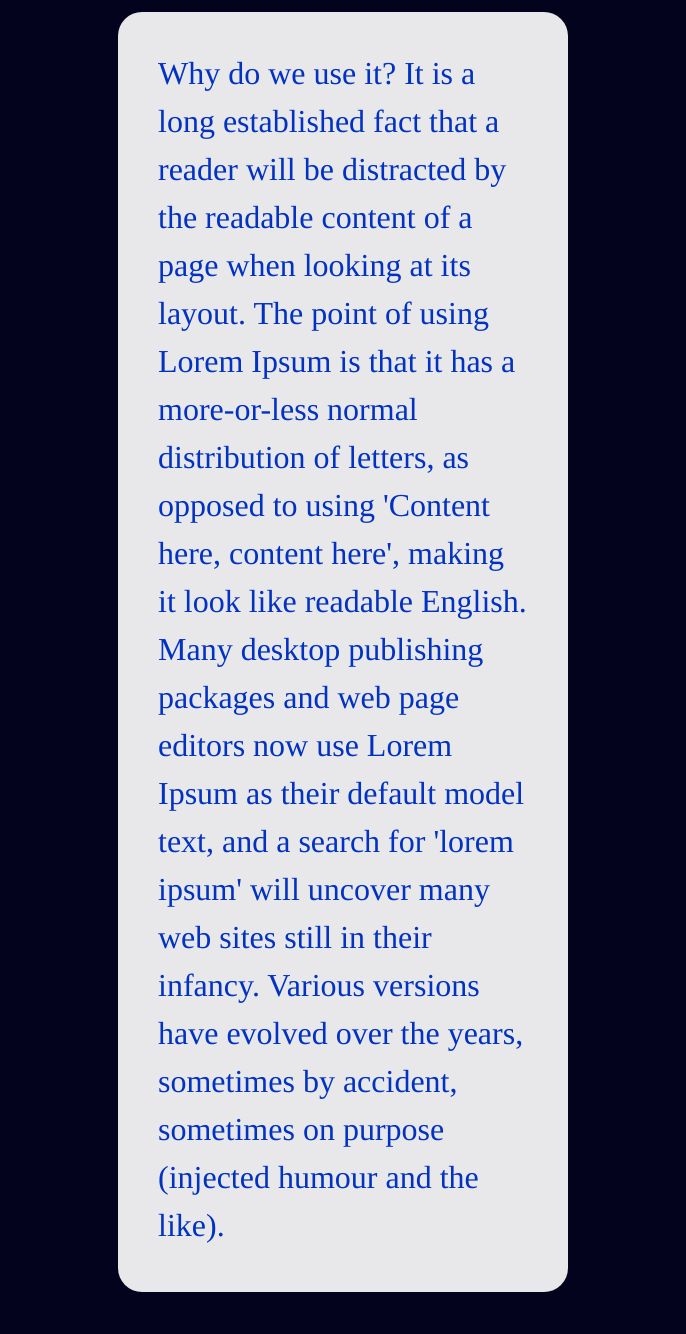 Why do we use it? It is a
long established fact that a
reader will be distracted by
the readable content of a
page when looking at its
layout. The point of using
Lorem Ipsum is that it has a
more-or-less normal
distribution of letters, as
opposed to using 'Content
here, content here', making
it look like readable English.
Many desktop publishing
packages and web page
editors now use Lorem
Ipsum as their default model
text, and a search for 'lorem
ipsum' will uncover many
web sites still in their
infancy. Various versions
have evolved over the years,
sometimes by accident,
sometimes on purpose
(injected humour and the
like).